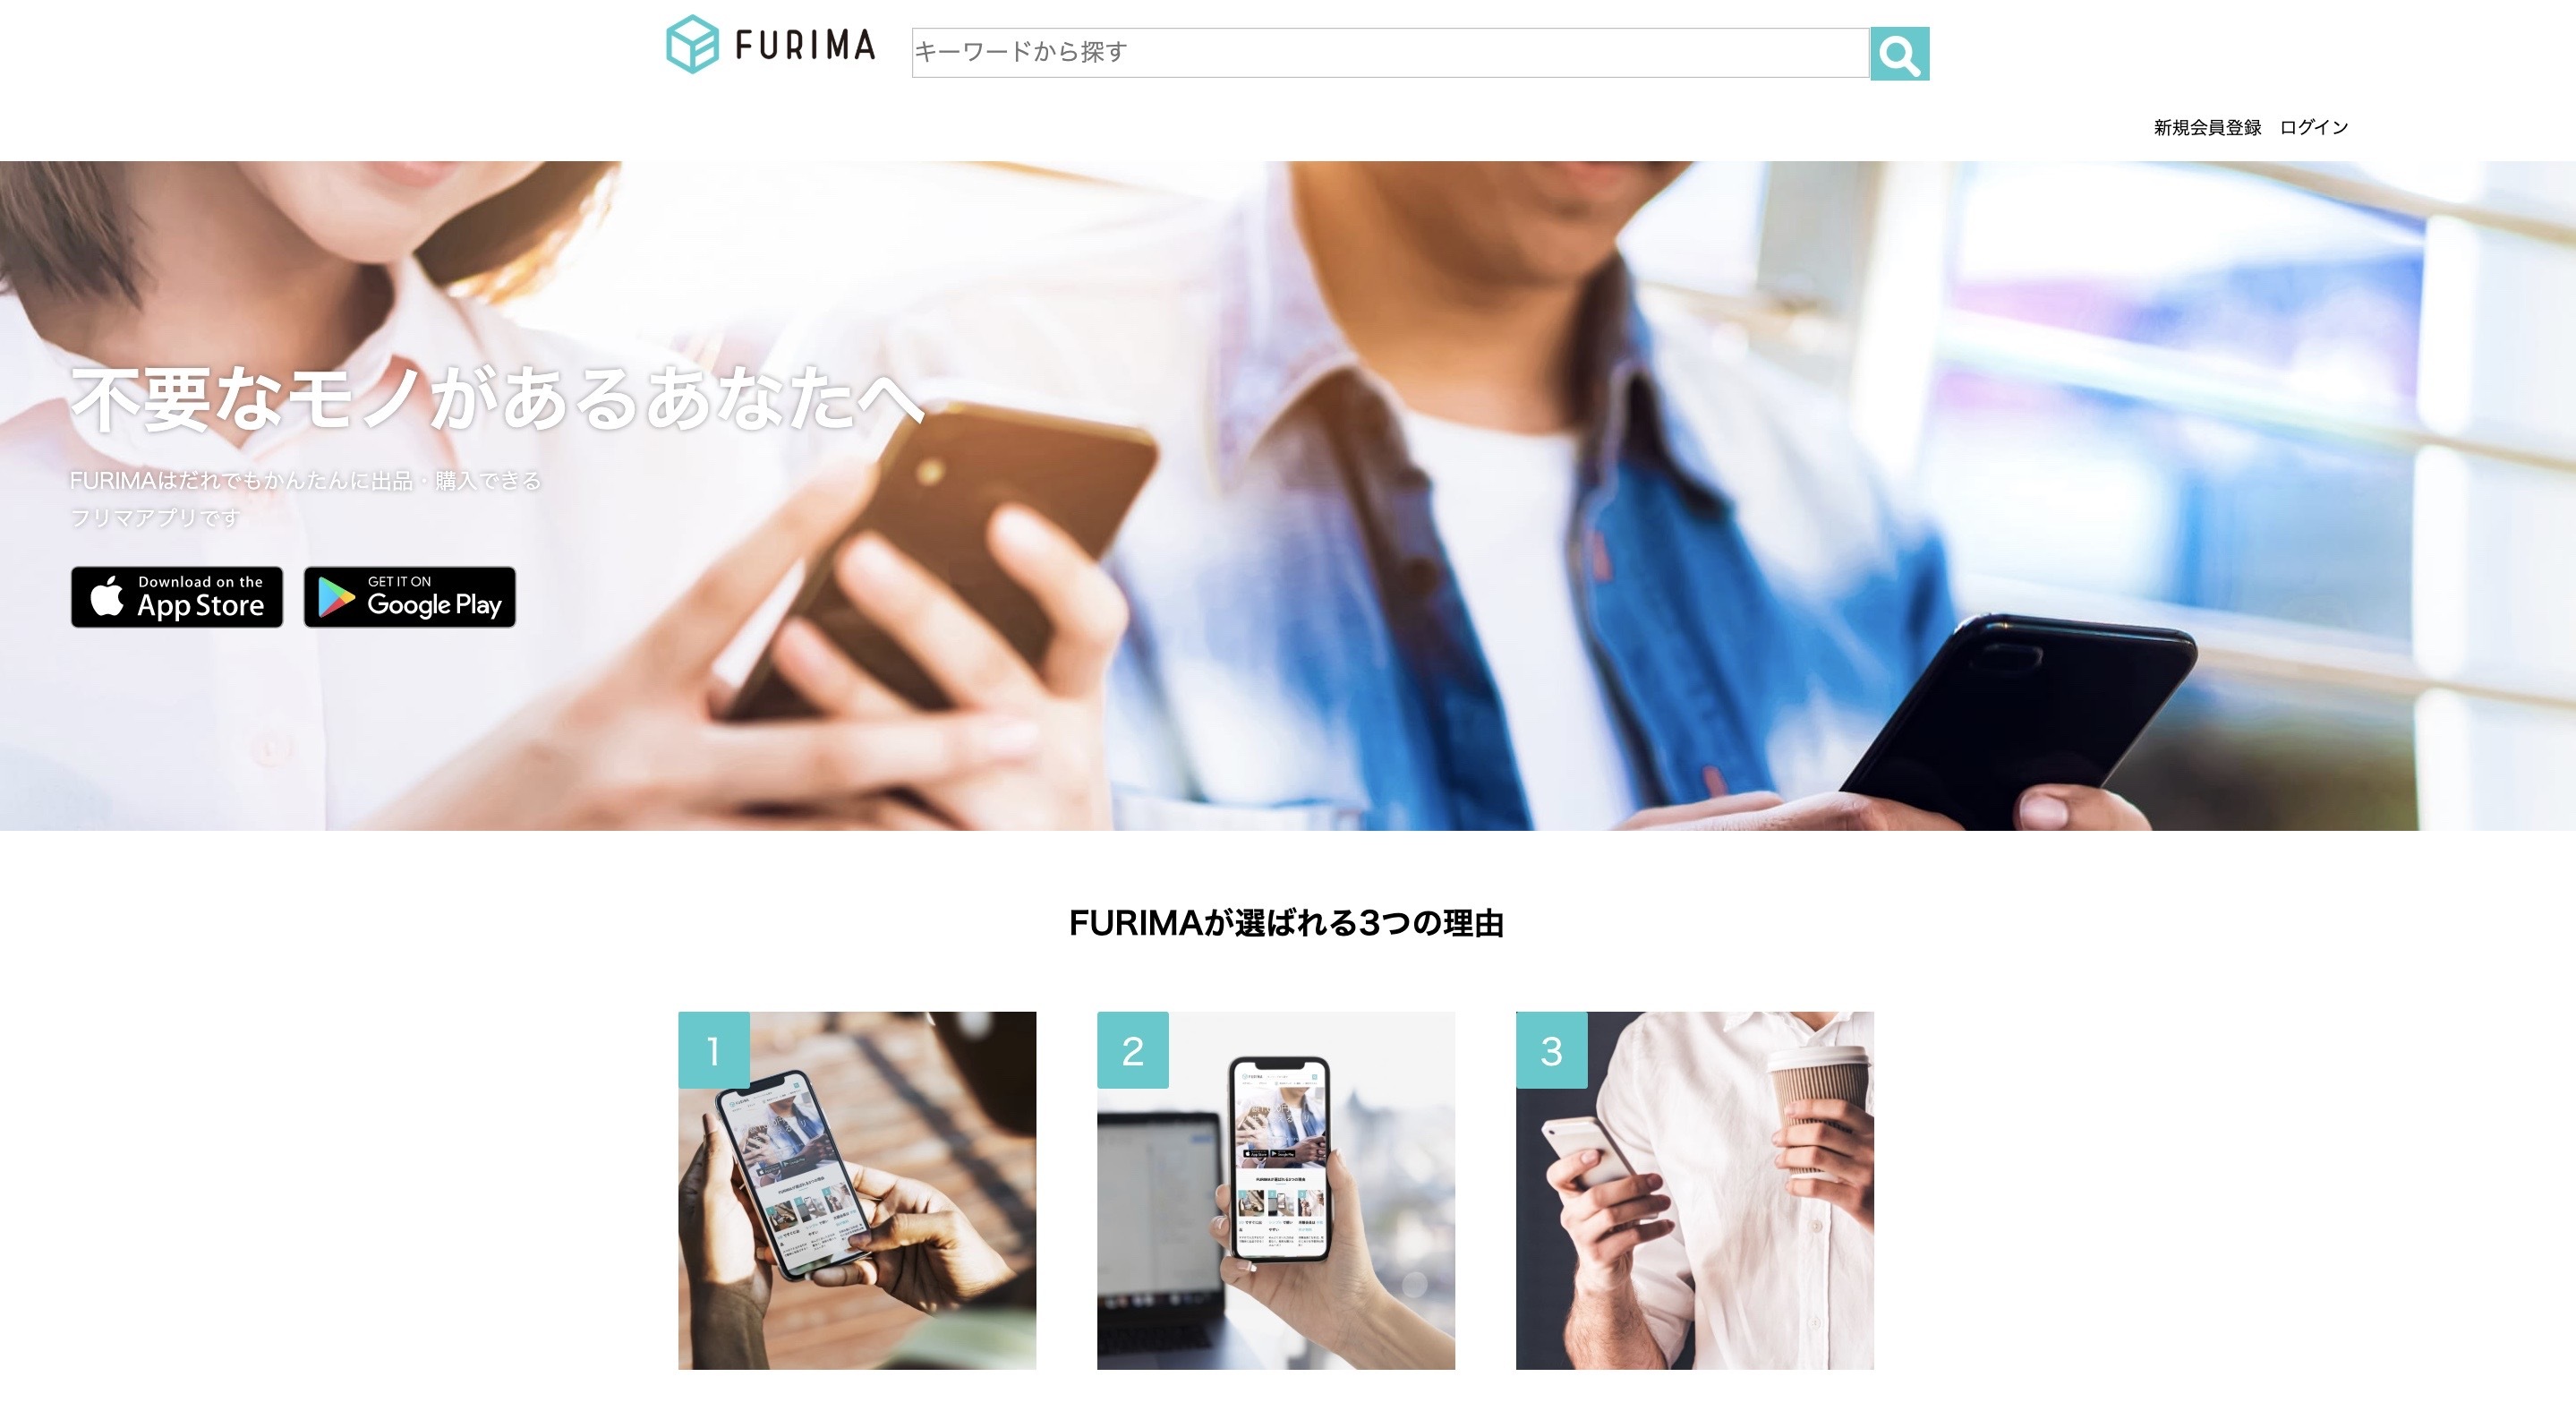 FURIMA
キーワードから探す
新規会員登録 ログイン
不要なモノがあるあなたへ
FURIMAはだれでもかんたんに出品・購入できる
フリマアプリです
Download on the
App Store
GET IT ON
Google Play
FURIMAが選ばれる3つの理由
1
2
3